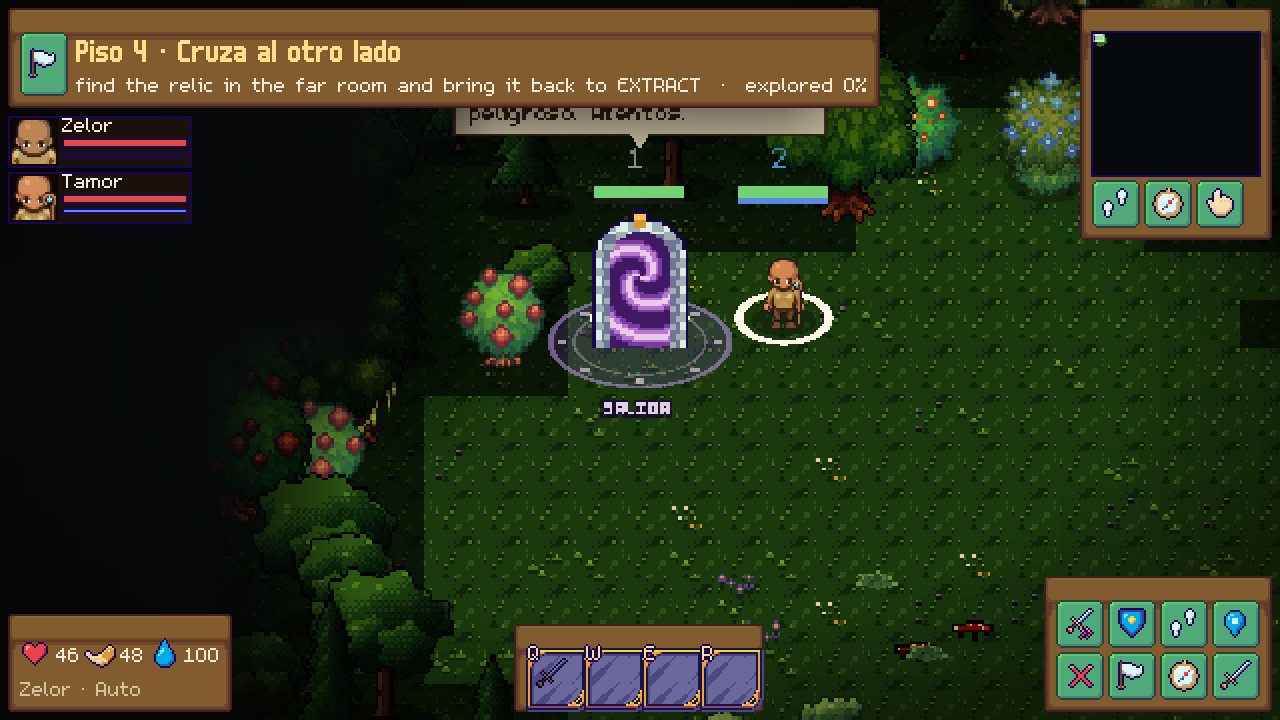 Piso 4 · Cruza al otro lado
find the relic in the far room and bring it back to EXTRACT · explored 0%
Zelor
Tamor
1
2
SALIDA
46 48 100
Zelor · Auto
Q W E R